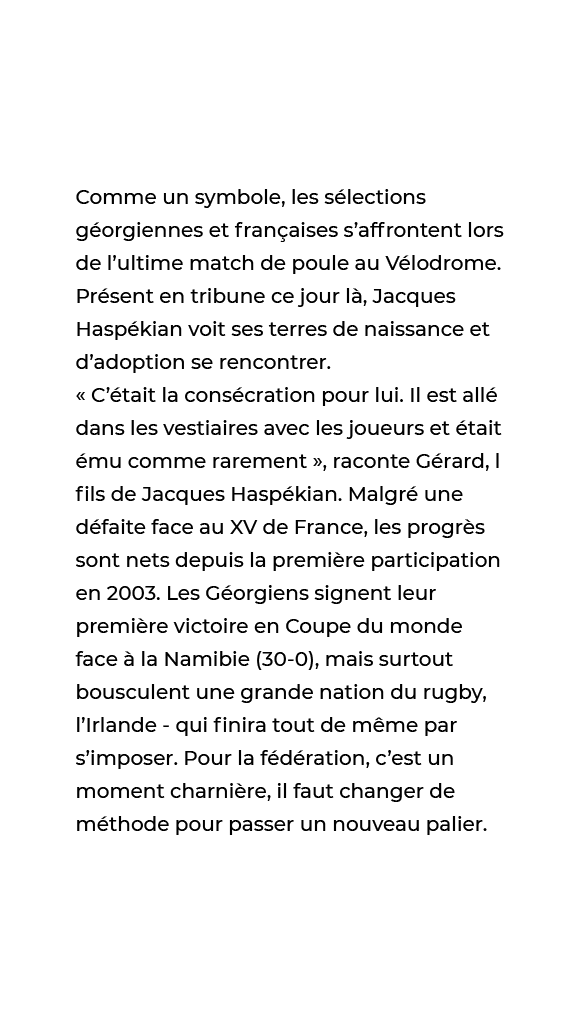 Comme un symbole, les sélections
géorgiennes et françaises s’affrontent lors
de l’ultime match de poule au Vélodrome.
Présent en tribune ce jour là, Jacques
Haspékian voit ses terres de naissance et
d’adoption se rencontrer.
« C’était la consécration pour lui. Il est allé
dans les vestiaires avec les joueurs et était
ému comme rarement », raconte Gérard, l
fils de Jacques Haspékian. Malgré une
défaite face au XV de France, les progrès
sont nets depuis la première participation
en 2003. Les Géorgiens signent leur
première victoire en Coupe du monde
face à la Namibie (30-0), mais surtout
bousculent une grande nation du rugby,
l’Irlande - qui finira tout de même par
s’imposer. Pour la fédération, c’est un
moment charnière, il faut changer de
méthode pour passer un nouveau palier.